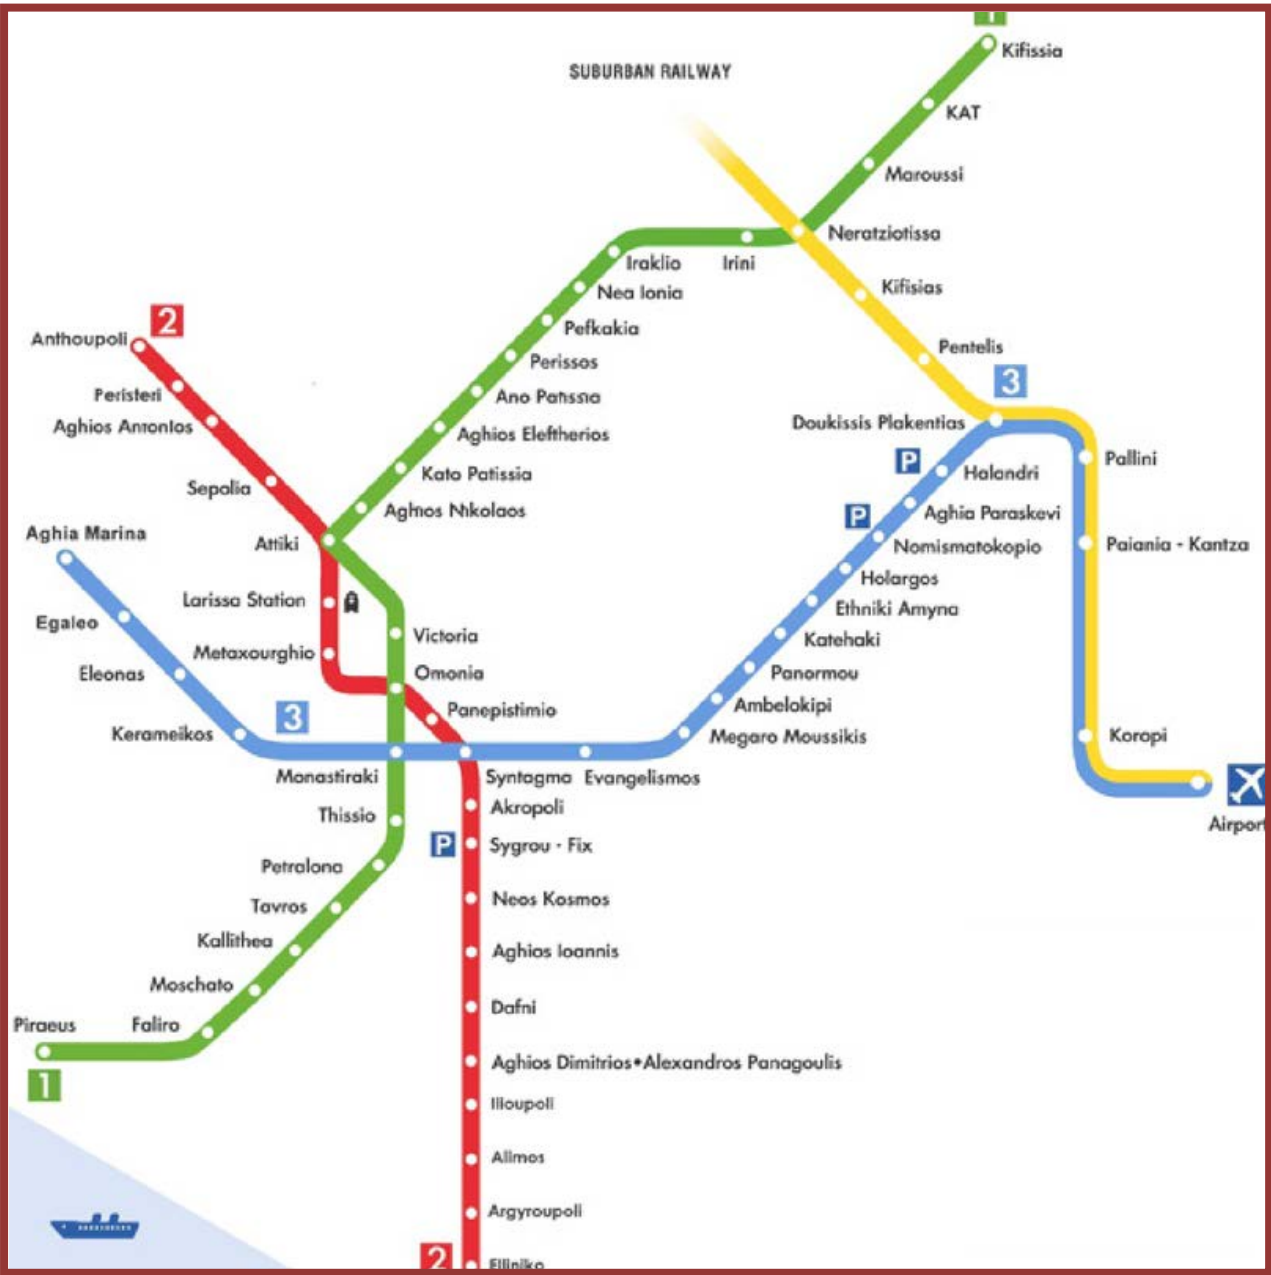 1
Kifissia
SUBURBAN RAILWAY
KAT
Maroussi
Neratziotissa
Iraklio
Irini
Kifisias
Nea Ionia
2
Pefkakia
Anthoupoli
Pentelis
Perissos
3
Peristeri
Ano Patissia
Doukissis Plakentias
Aghios Antonios
Aghios Eleftherios
P
Pallini
Kato Patissia
Halandri
Sepolia
Aghios Nikolaos
P
Aghia Paraskevi
Aghia Marina
Attiki
Nomismatokopio
Paiania - Kantza
Holargos
Larissa Station
Ethniki Amyna
Egaleo
Victoria
Katehaki
Metaxourghio
Eleonas
Omonia
Panormou
3
Panepistimio
Ambelokipi
Kerameikos
Megaro Moussikis
Koropi
Monastiraki
Syntagma
Evangelismos
Akropoli
Thissio
Airport
P
Sygrou - Fix
Petralona
Neos Kosmos
Tavros
Kallithea
Aghios Ioannis
Moschato
Dafni
Piraeus
Faliro
Aghios Dimitrios•Alexandros Panagoulis
1
Ilioupoli
Alimos
Argyroupoli
2
Elliniko